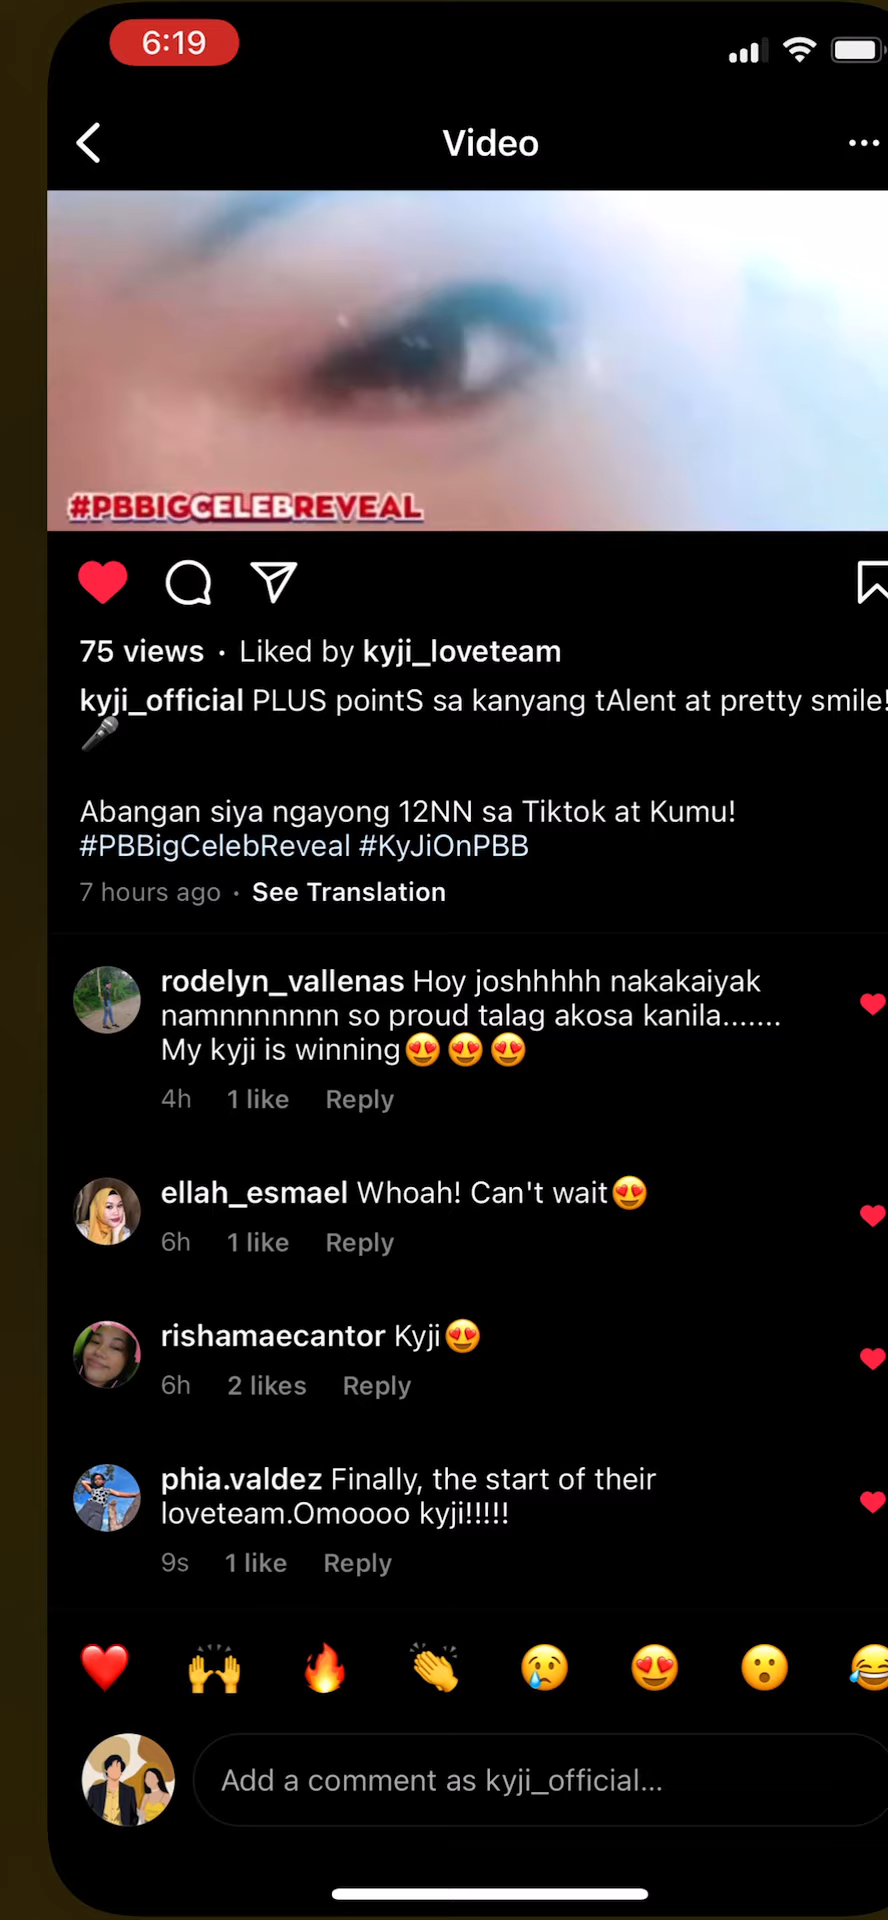 6:19
Video
#PBBIGCELEBREVEAL
75 views · Liked by kyji_loveteam
kyji_official PLUS pointS sa kanyang tAlent at pretty smile!
Abangan siya ngayong 12NN sa Tiktok at Kumu!
#PBBigCelebReveal #KyJiOnPBB
7 hours ago · See Translation
rodelyn_vallenas Hoy joshhhhh nakakaiyak
namnnnnnnn so proud talag akosa kanila.......
My kyji is winning😍😍😍
4h 1 like Reply
ellah_esmael Whoah! Can't wait😍
6h 1 like Reply
rishamaecantor Kyji😍
6h 2 likes Reply
phia.valdez Finally, the start of their
loveteam.Omoooo kyji!!!!!
9s 1 like Reply
Add a comment as kyji_official...